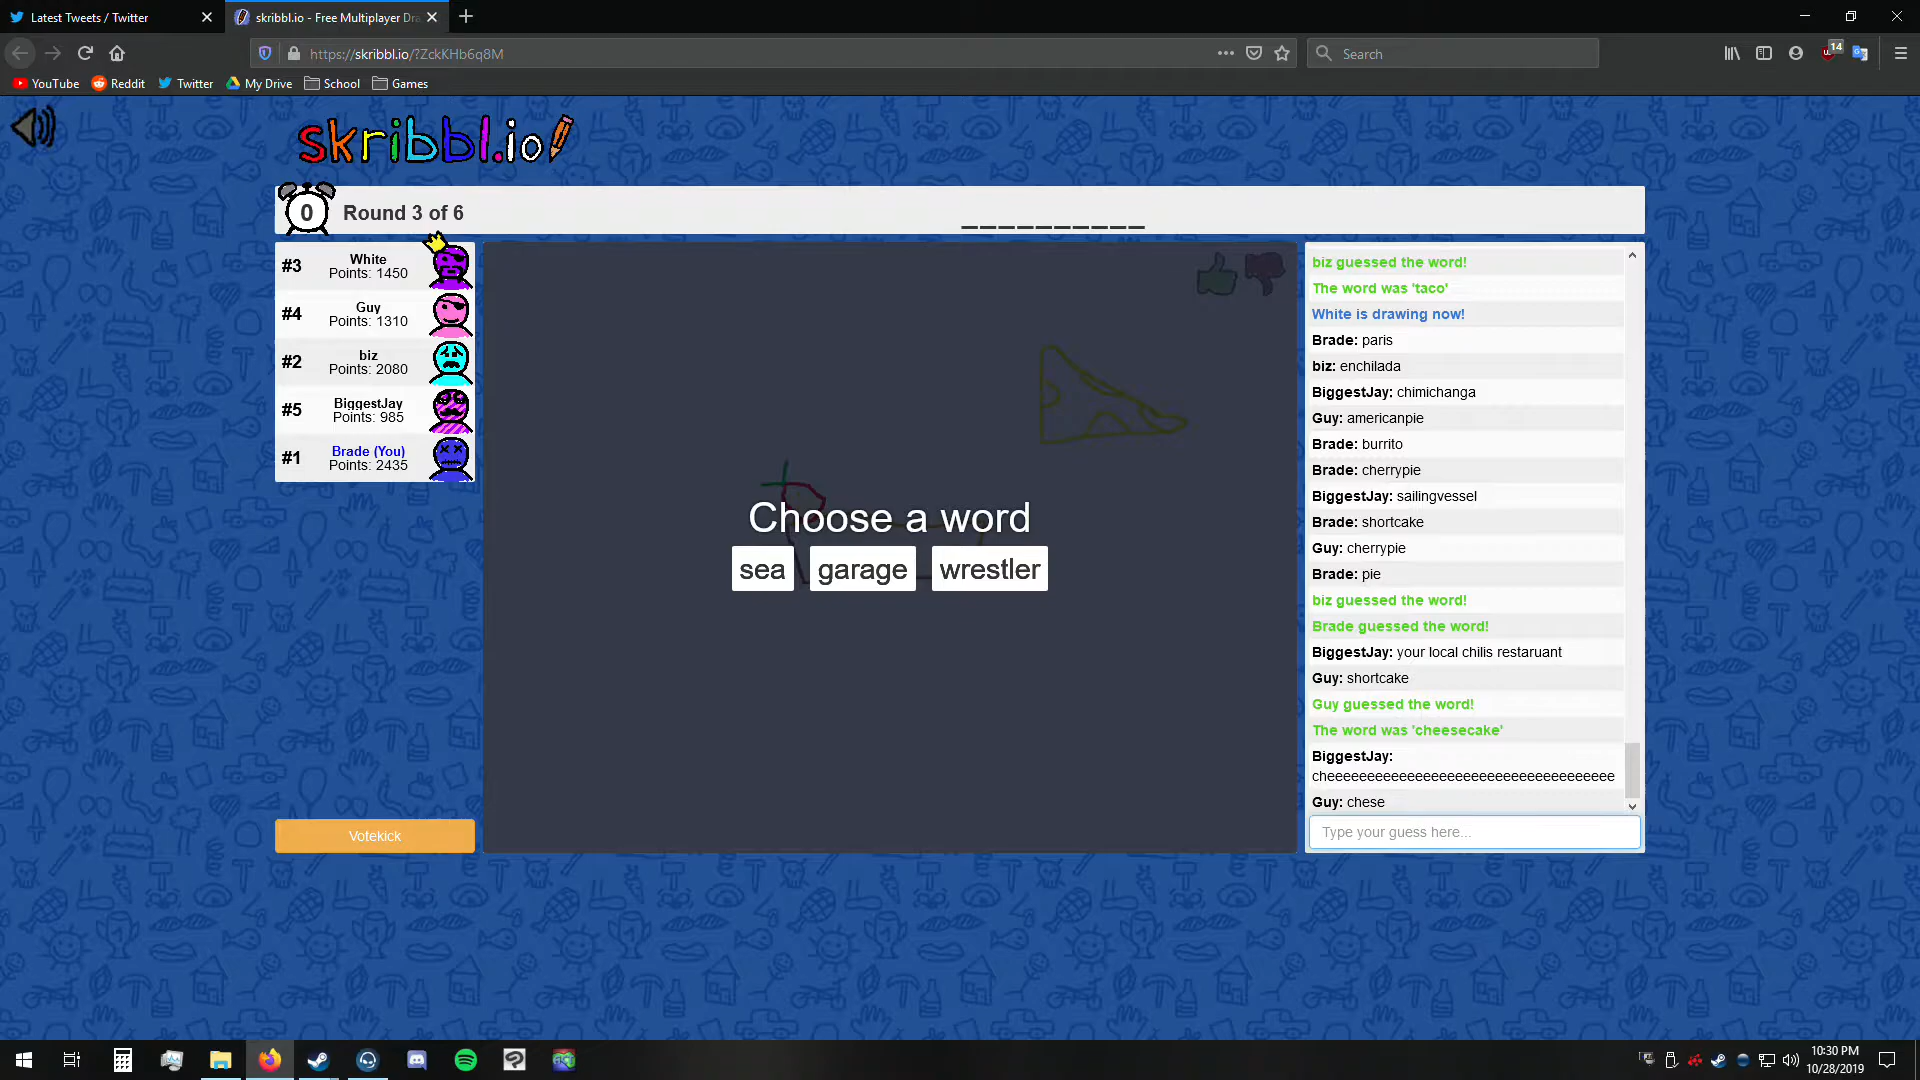 Latest Tweets / Twitter
skribbl.io - Free Multiplayer Dra
https://skribbl.io/?ZckKHb6q8M
Search
14
YouTube
Reddit
Twitter
My Drive
School
Games
skribbl.io
0
Round 3 of 6
__________
#3
White
Points: 1450
#4
Guy
Points: 1310
#2
biz
Points: 2080
#5
BiggestJay
Points: 985
#1
Brade (You)
Points: 2435
Votekick
Choose a word
sea
garage
wrestler
biz guessed the word!
The word was 'taco'
White is drawing now!
Brade: paris
biz: enchilada
BiggestJay: chimichanga
Guy: americanpie
Brade: burrito
Brade: cherrypie
BiggestJay: sailingvessel
Brade: shortcake
Guy: cherrypie
Brade: pie
biz guessed the word!
Brade guessed the word!
BiggestJay: your local chilis restaruant
Guy: shortcake
Guy guessed the word!
The word was 'cheesecake'
BiggestJay:
cheeeeeeeeeeeeeeeeeeeeeeeeeeeeeeeeeee
Guy: chese
Type your guess here...
10:30 PM
10/28/2019